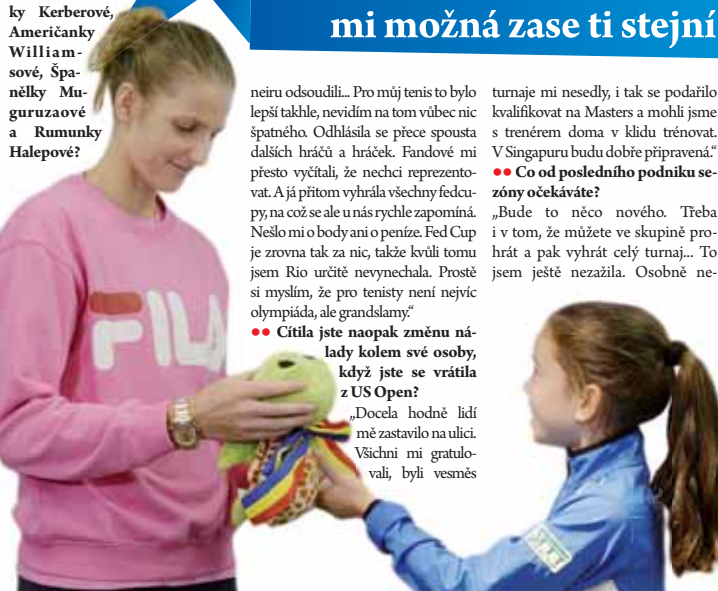 mi možná zase ti stejní
ky Kerberové,
Američanky
William-
sové, Špa-
nělky Mu-
guruzaové
a Rumunky
Halepové?
neiru odsoudili... Pro můj tenis to bylo
lepší takhle, nevidím na tom vůbec nic
špatného. Odhlásila se přece spousta
dalších hráčů a hráček. Fandové mi
přesto vyčítali, že nechci reprezento-
vat. A já přitom vyhrála všechny fedcu-
py, na což se ale u nás rychle zapomíná.
Nešlo mi o body ani o peníze. Fed Cup
je zrovna tak za nic, takže kvůli tomu
jsem Rio určitě nevynechala. Prostě
si myslím, že pro tenisty není nejvíc
olympiáda, ale grandslamy.“
●● Cítila jste naopak změnu ná-
lady kolem své osoby,
když jste se vrátila
z US Open?
„Docela hodně lidí
mě zastavilo na ulici.
Všichni mi gratulo-
vali, byli vesměs
turnaje mi nesedly, i tak se podařilo
kvalifikovat na Masters a mohli jsme
s trenérem doma v klidu trénovat.
V Singapuru budu dobře připravená.“
●● Co od posledního podniku se-
zóny očekáváte?
„Bude to něco nového. Třeba
i v tom, že můžete ve skupině pro-
hrát a pak vyhrát celý turnaj... To
jsem ještě nezažila. Osobně ne-
FILA